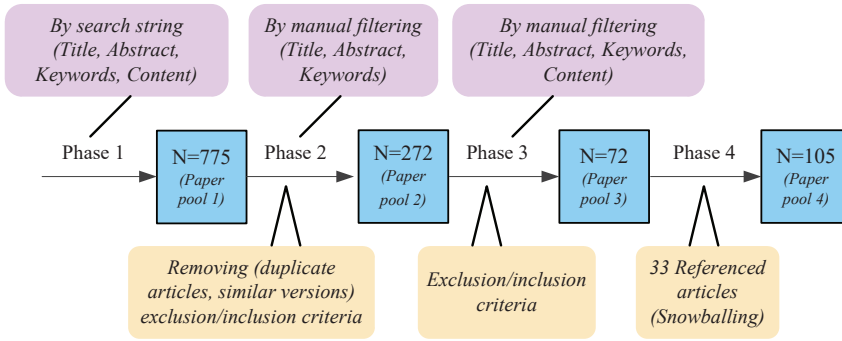 By search string
(Title, Abstract,
Keywords, Content)
By manual filtering
(Title, Abstract,
Keywords)
By manual filtering
(Title, Abstract, Keywords,
Content)
Phase 1
N=775
(Paper
pool 1)
Phase 2
N=272
(Paper
pool 2)
Phase 3
N=72
(Paper
pool 3)
Phase 4
N=105
(Paper
pool 4)
Removing (duplicate
articles, similar versions)
exclusion/inclusion criteria
Exclusion/inclusion
criteria
33 Referenced
articles
(Snowballing)